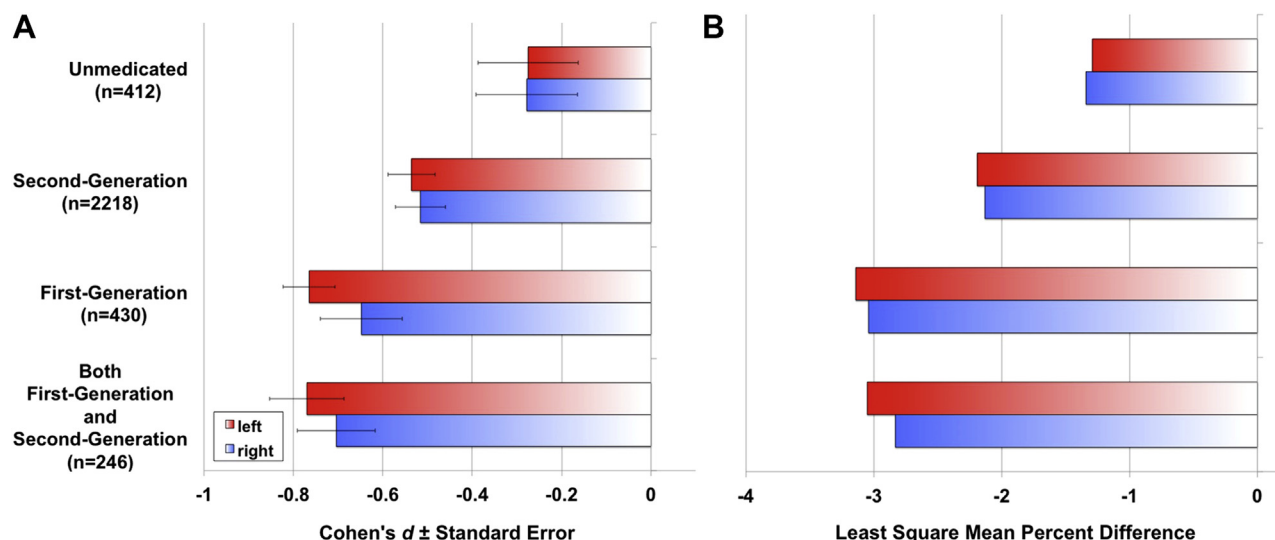 A
B
Unmedicated
(n=412)
Second-Generation
(n=2218)
First-Generation
(n=430)
Both
First-Generation
and
Second-Generation
(n=246)
left
right
-1 -0.8 -0.6 -0.4 -0.2 0
Cohen's d ± Standard Error
-4 -3 -2 -1 0
Least Square Mean Percent Difference